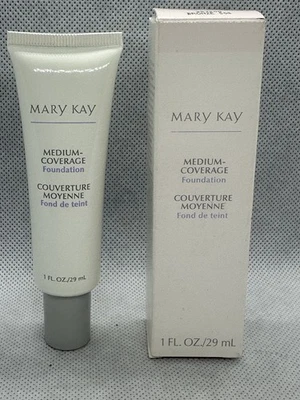 MARY KAY
MEDIUM-
COVERAGE
Foundation
COUVERTURE
MOYENNE
Fond de teint
1 FL. OZ./29 mL
MARY KAY
MEDIUM-
COVERAGE
Foundation
COUVERTURE
MOYENNE
Fond de teint
1 FL. OZ./29 mL